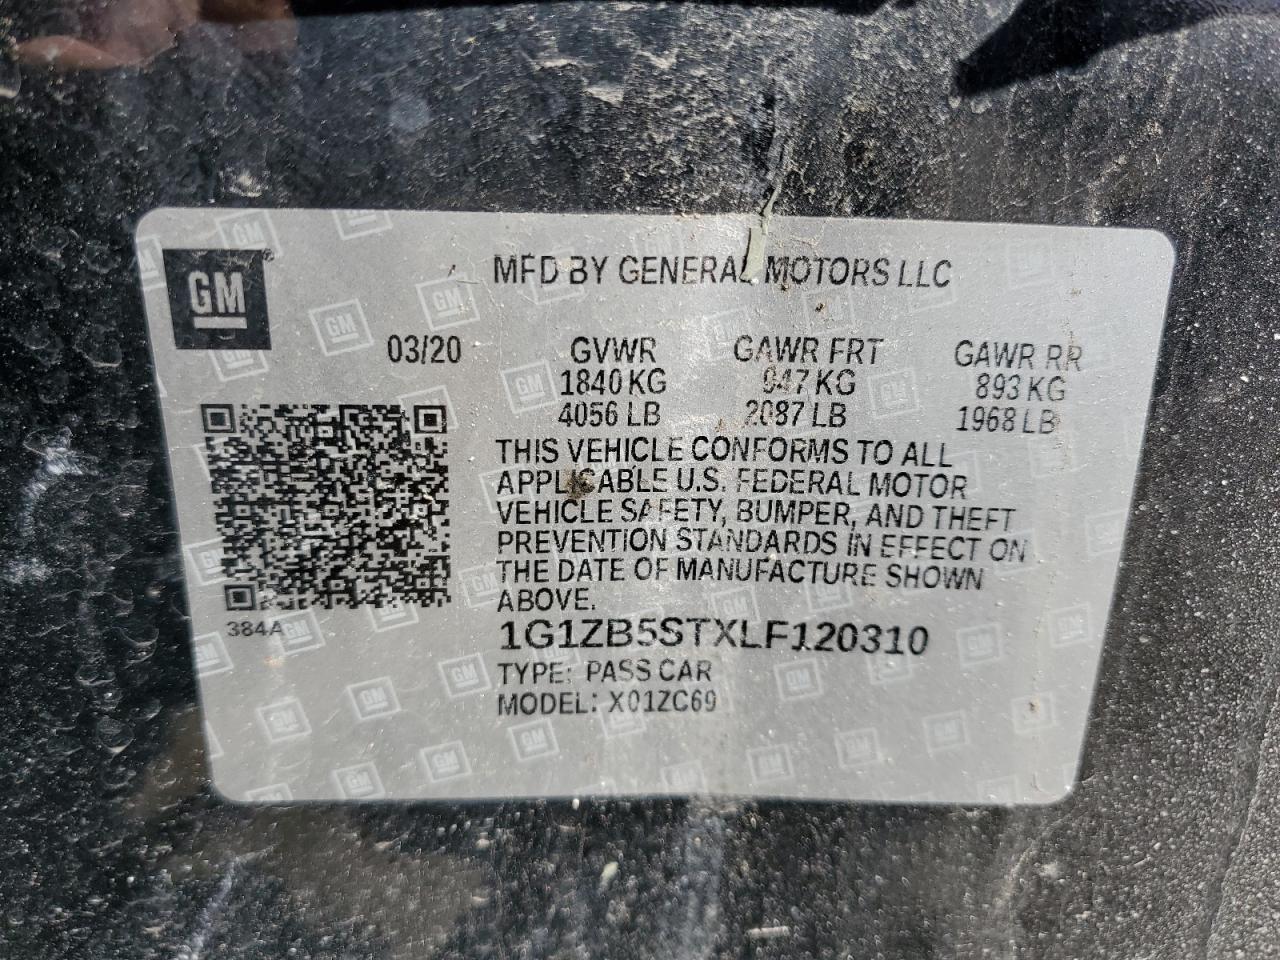 GM
MFD BY GENERAL MOTORS LLC
03/20
GVWR GAWR FRT GAWR RR
1840 KG 947 KG 893 KG
4056 LB 2087 LB 1968 LB
THIS VEHICLE CONFORMS TO ALL
APPLICABLE U.S. FEDERAL MOTOR
VEHICLE SAFETY, BUMPER, AND THEFT
PREVENTION STANDARDS IN EFFECT ON
THE DATE OF MANUFACTURE SHOWN
ABOVE.
384A
1G1ZB5STXLF120310
TYPE: PASS CAR
MODEL: X01ZC69